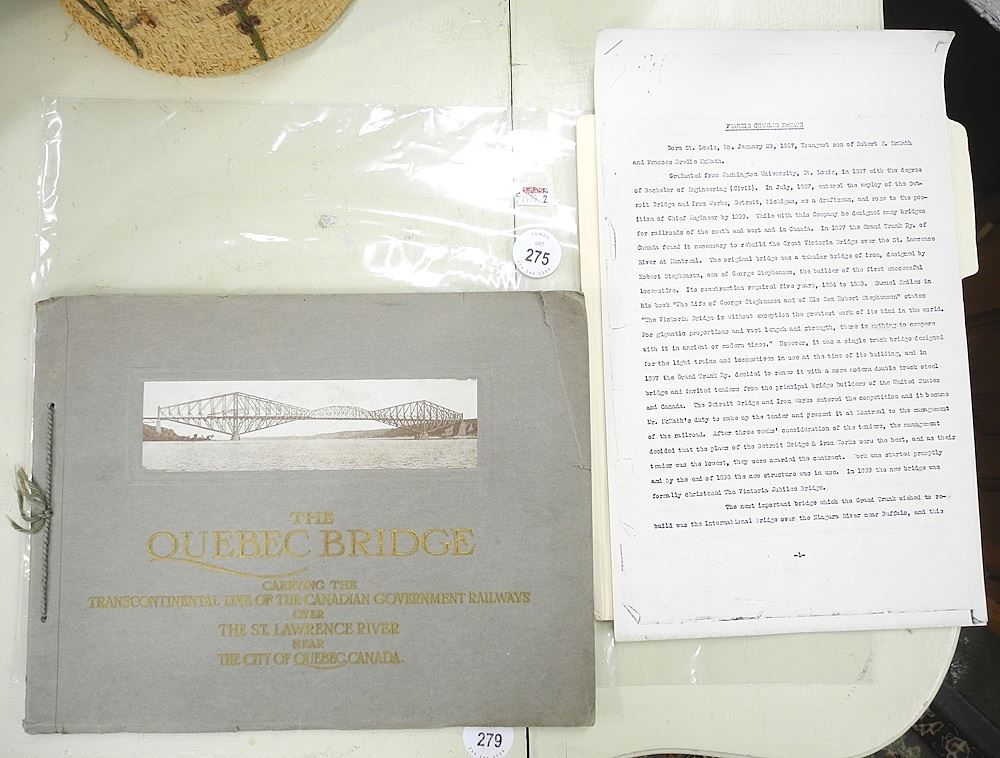 275
LOT
THE
QUEBEC BRIDGE
CARRYING THE
TRANSCONTINENTAL LINE OF THE CANADIAN GOVERNMENT RAILWAYS
OVER
THE ST. LAWRENCE RIVER
NEAR
THE CITY OF QUEBEC, CANADA.
279
FRANCIS CHARLES McMATH
Born St. Louis, Mo. January 29, 1867, Youngest son of Robert E. McMath
and Frances Brodie McMath.
Graduated from Washington University, St. Louis, in 1887 with the degree
of Bachelor of Engineering (Civil). In July, 1887, entered the employ of the Det-
roit Bridge and Iron Works, Detroit, Michigan, as a draftsman, and rose to the pos-
ition of Chief Engineer by 1892. While with this Company he designed many bridges
for railroads of the south and west and in Canada. In 1897 the Grand Trunk Ry. of
Canada found it necessary to rebuild the Great Victoria Bridge over the St. Lawrence
River at Montreal. The original bridge was a tubular bridge of iron, designed by
Robert Stephenson, son of George Stephenson, the builder of the first successful
locomotive. Its construction required five years, 1854 to 1859. Samuel Smiles in
his book "The Life of George Stephenson and of His Son Robert Stephenson" states
"The Victoria Bridge is without exception the greatest work of its kind in the world.
For gigantic proportions and vast length and strength, there is nothing to compare
with it in ancient or modern times." However, it was a single track bridge designed
for the light trains and locomotives in use at the time of its building, and in
1897 the Grand Trunk Ry. decided to renew it with a more modern double track steel
bridge and invited tenders from the principal bridge builders of the United States
and Canada. The Detroit Bridge and Iron Works entered the competition and it became
Mr. McMath's duty to make up the tender and present it at Montreal to the management
of the railroad. After three weeks' consideration of the tenders, the management
decided that the plans of the Detroit Bridge & Iron Works were the best, and as their
tender was the lowest, they were awarded the contract. Work was started promptly
and by the end of 1898 the new structure was in use. In 1899 the new bridge was
formally christened The Victoria Jubilee Bridge.
The next important bridge which the Grand Trunk wished to re-
build was the International Bridge over the Niagara River near Buffalo, and this
-1-